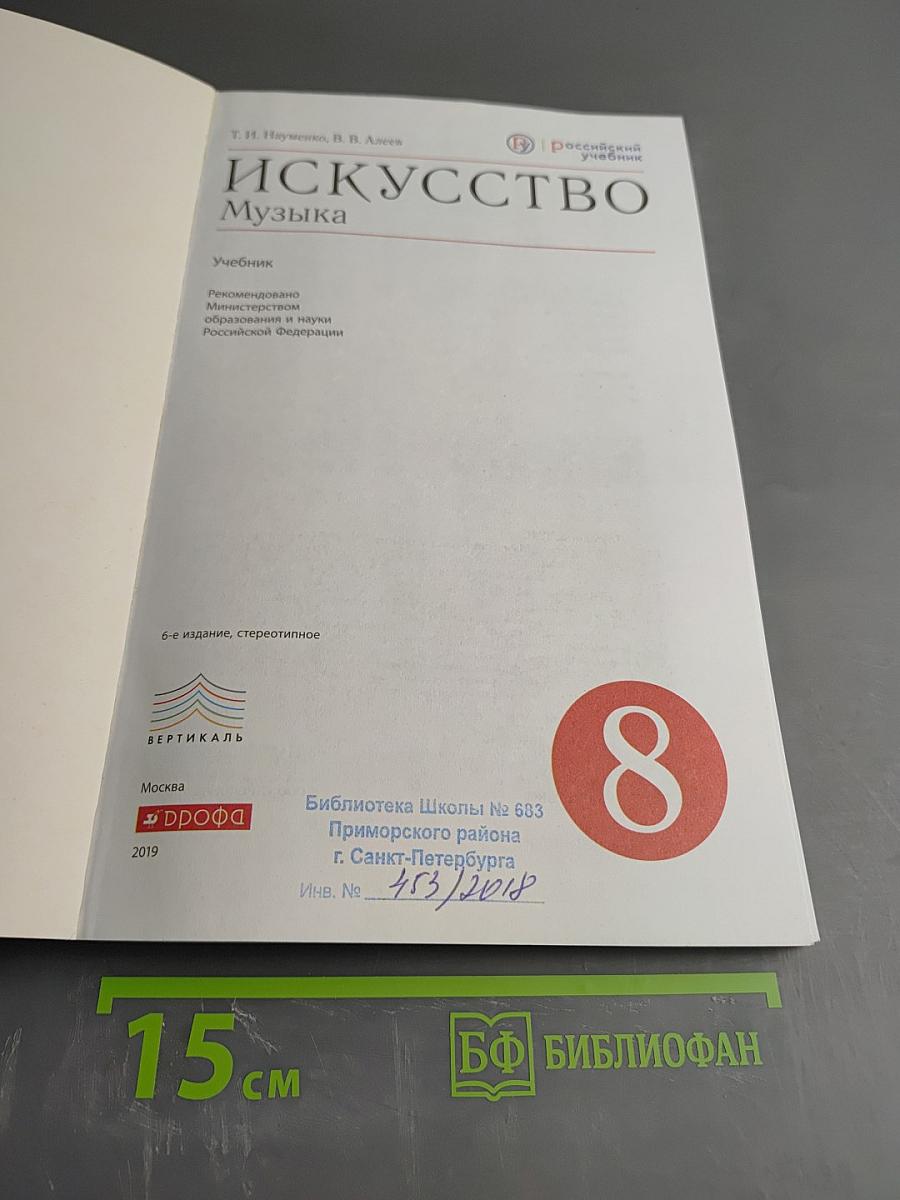 Т. И. Науменко, В. В. Алеев
российский
учебник
ИСКУССТВО
Музыка
Учебник
Рекомендовано
Министерством
образования и науки
Российской Федерации
6-е издание, стереотипное
ВЕРТИКАЛЬ
8
Москва
дрофа
2019
Библиотека Школы № 683
Приморского района
г. Санкт-Петербурга
Инв. № 453/2018
15 см
БФ БИБЛИОФАН